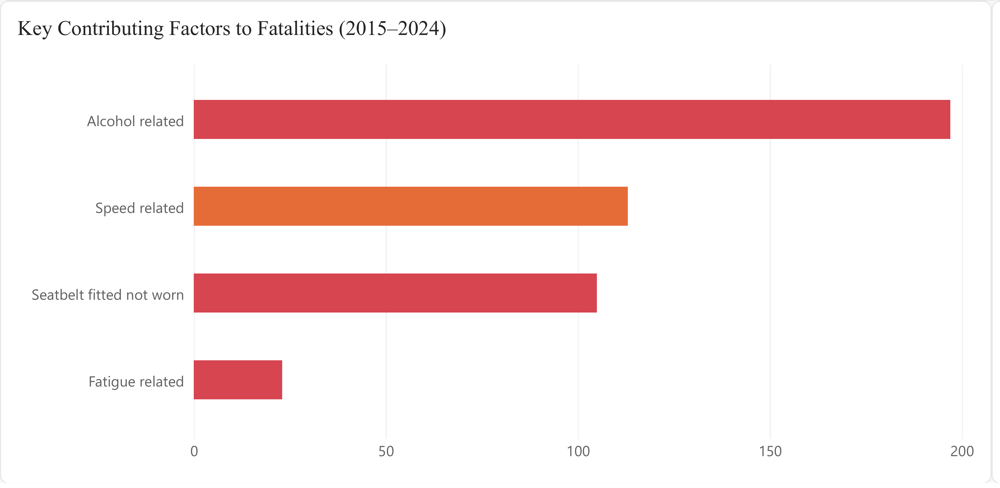 Key Contributing Factors to Fatalities (2015–2024)
Alcohol related
Speed related
Seatbelt fitted not worn
Fatigue related
0 50 100 150 200